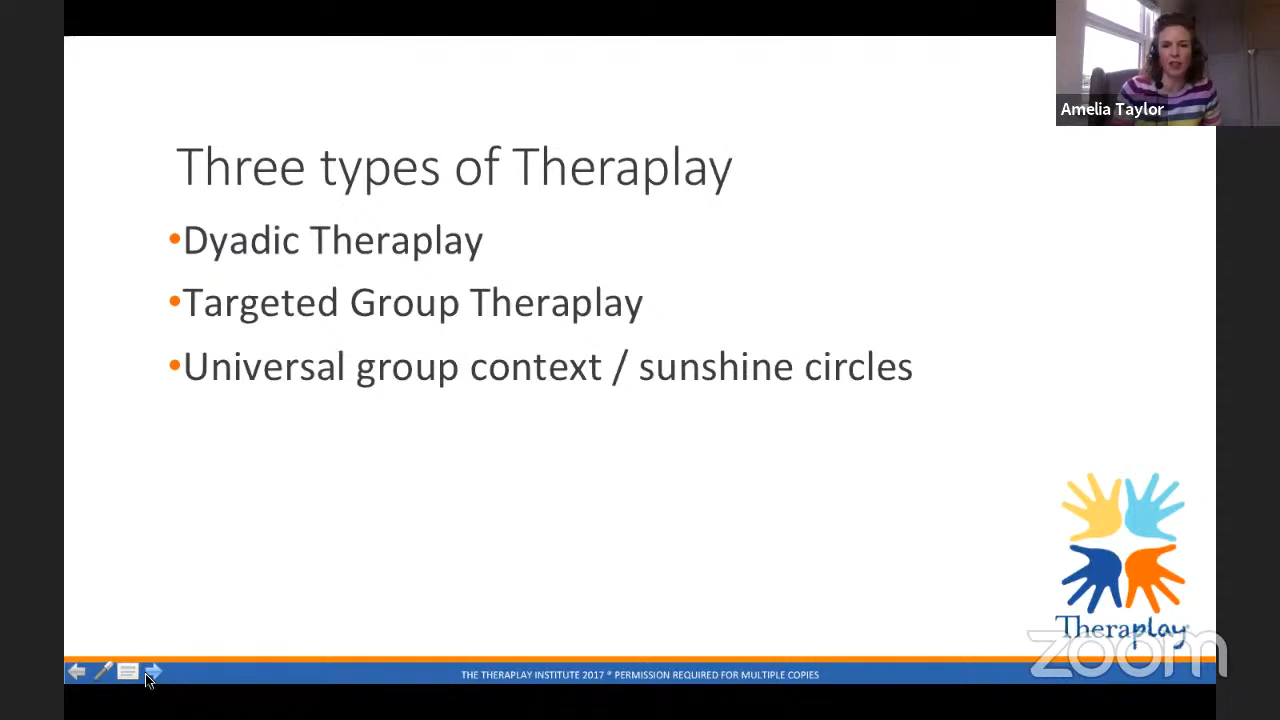 Amelia Taylor
Three types of Theraplay
•Dyadic Theraplay
•Targeted Group Theraplay
•Universal group context / sunshine circles
Theraplay
zoom
THE THERAPLAY INSTITUTE 2017 ® PERMISSION REQUIRED FOR MULTIPLE COPIES